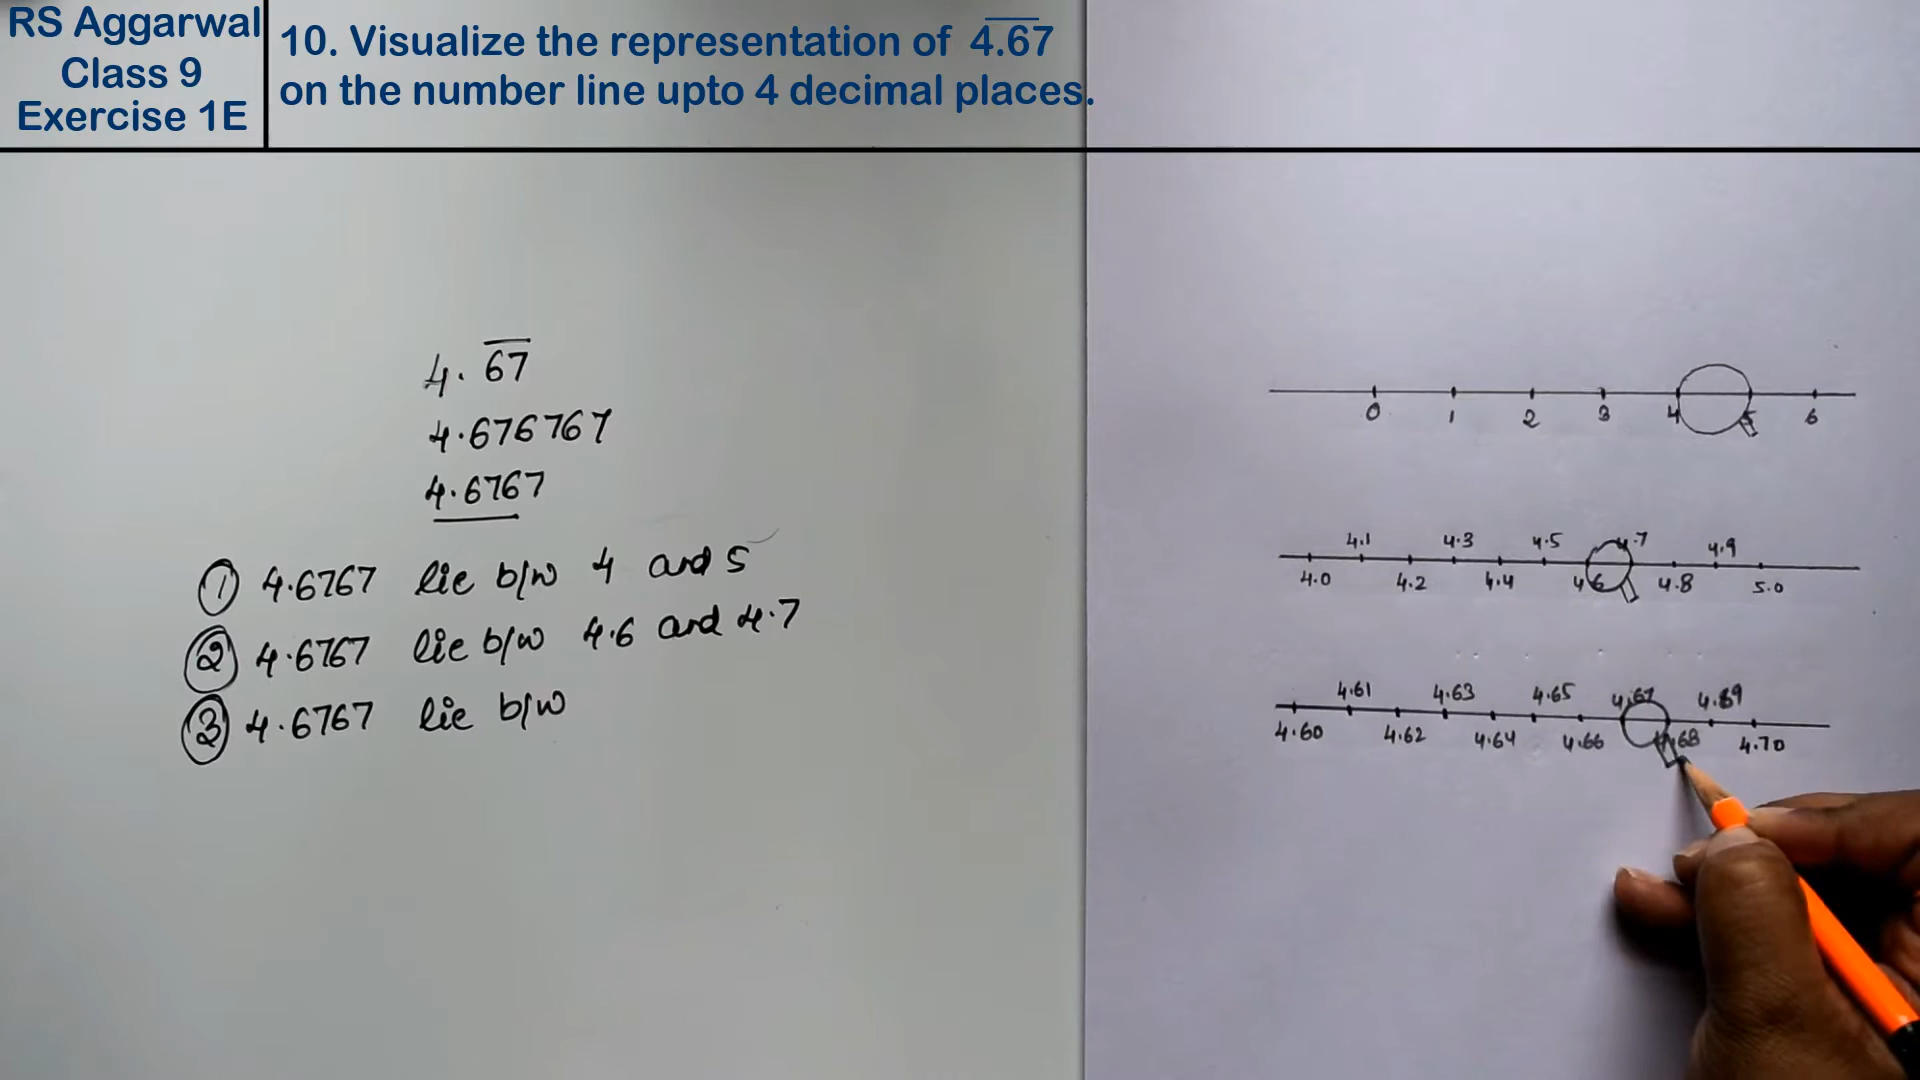 RS Aggarwal
Class 9
Exercise 1E
10. Visualize the representation of $\overline{4.67}$
on the number line upto 4 decimal places.
4.$\overline{67}$
4.676767
4.6767
① 4.6767 lie b/w 4 and 5
② 4.6767 lie b/w 4.6 and 4.7
③ 4.6767 lie b/w
0 1 2 3 4 5 6
4.1 4.3 4.5 4.7 4.9
4.0 4.2 4.4 4.6 4.8 5.0
4.61 4.63 4.65 4.67 4.69
4.60 4.62 4.64 4.66 4.68 4.70